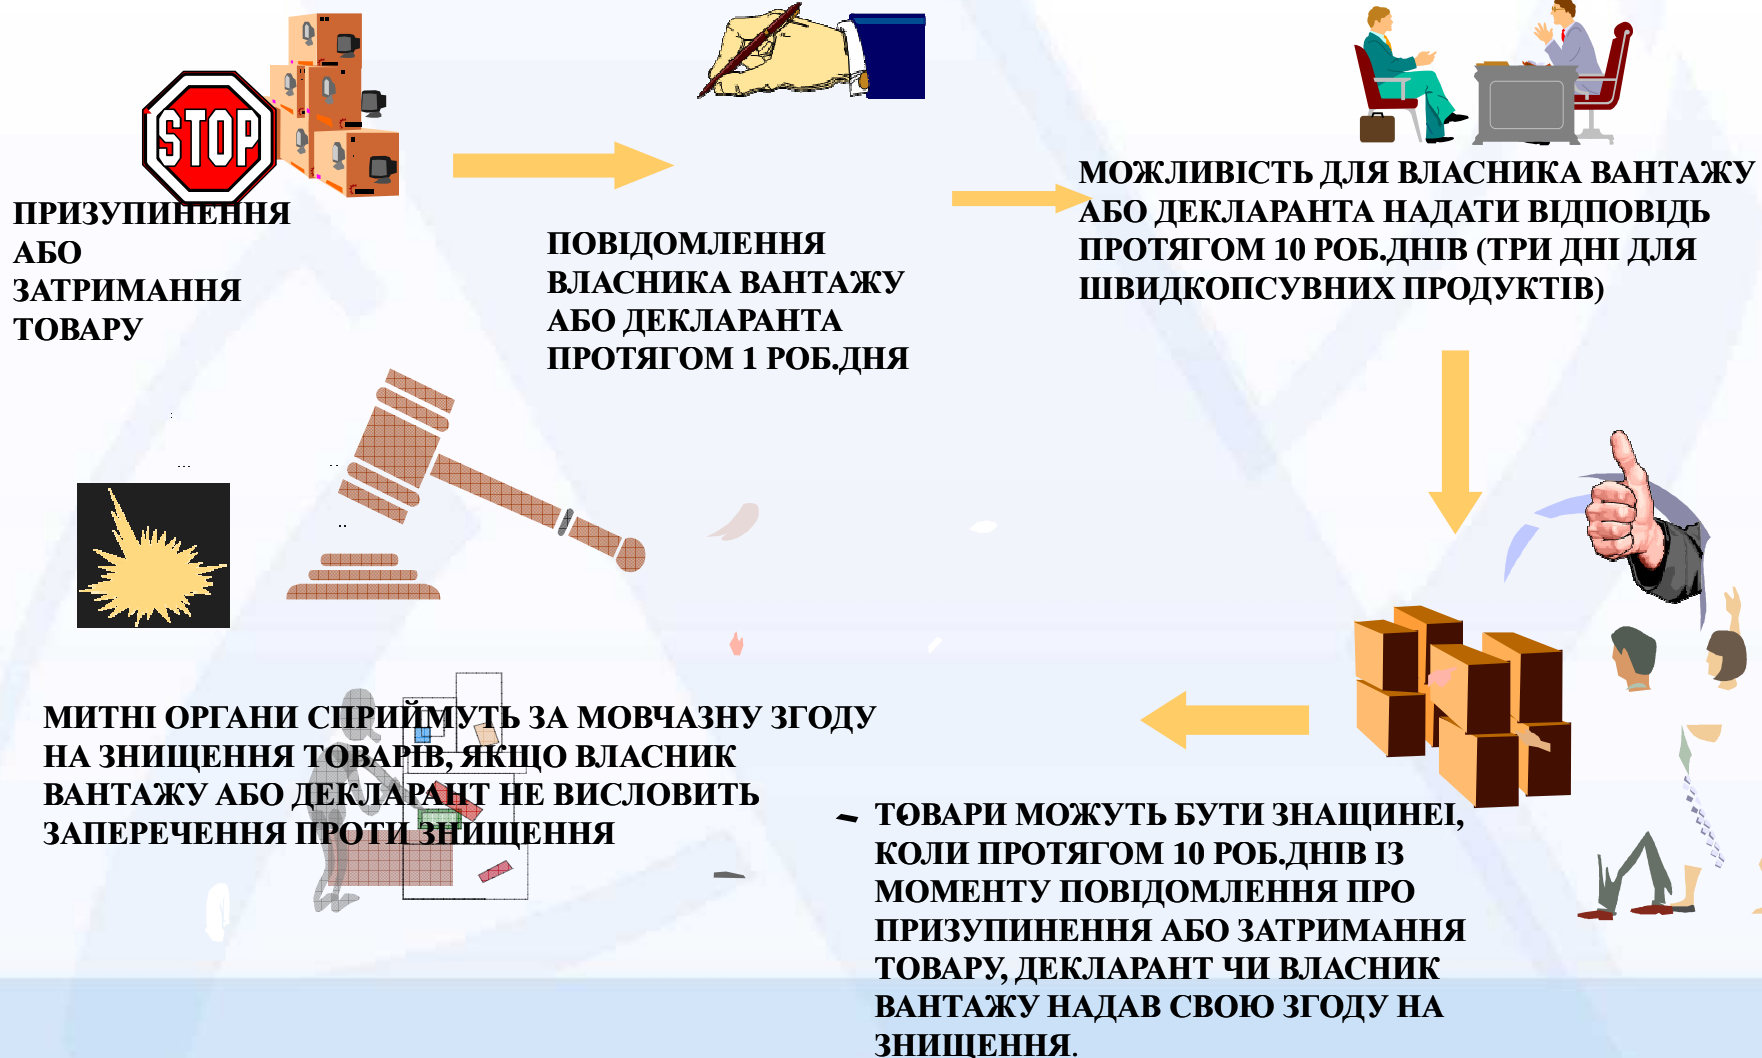 STOP
ПРИЗУПИНЕННЯ
АБО
ЗАТРИМАННЯ
ТОВАРУ
ПОВІДОМЛЕННЯ
ВЛАСНИКА ВАНТАЖУ
АБО ДЕКЛАРАНТА
ПРОТЯГОМ 1 РОБ.ДНЯ
МОЖЛИВІСТЬ ДЛЯ ВЛАСНИКА ВАНТАЖУ
АБО ДЕКЛАРАНТА НАДАТИ ВІДПОВІДЬ
ПРОТЯГОМ 10 РОБ.ДНІВ (ТРИ ДНІ ДЛЯ
ШВИДКОПСУВНИХ ПРОДУКТІВ)
ТОВАРИ МОЖУТЬ БУТИ ЗНАЩИНЕІ,
КОЛИ ПРОТЯГОМ 10 РОБ.ДНІВ ІЗ
МОМЕНТУ ПОВІДОМЛЕННЯ ПРО
ПРИЗУПИНЕННЯ АБО ЗАТРИМАННЯ
ТОВАРУ, ДЕКЛАРАНТ ЧИ ВЛАСНИК
ВАНТАЖУ НАДАВ СВОЮ ЗГОДУ НА
ЗНИЩЕННЯ.
МИТНІ ОРГАНИ СПРИЙМУТЬ ЗА МОВЧАЗНУ ЗГОДУ
НА ЗНИЩЕННЯ ТОВАРІВ, ЯКЩО ВЛАСНИК
ВАНТАЖУ АБО ДЕКЛАРАНТ НЕ ВИСЛОВИТЬ
ЗАПЕРЕЧЕННЯ ПРОТИ ЗНИЩЕННЯ